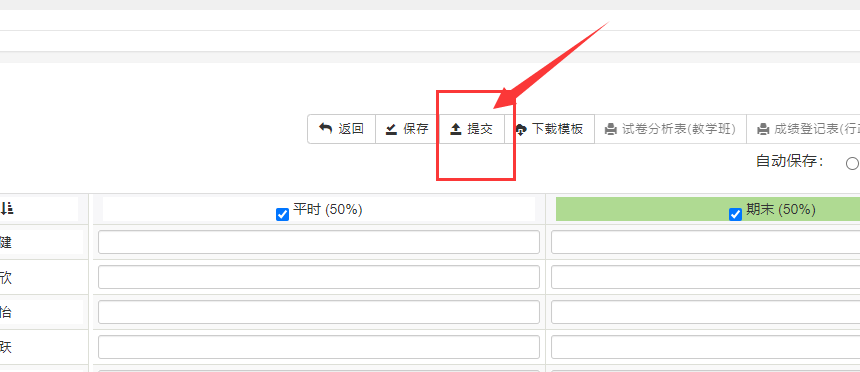 返回 保存 提交 下载模板 试卷分析表(教学班) 成绩登记表(行政
自动保存：
平时 (50%) 期末 (50%)
健
欣
怡
跃